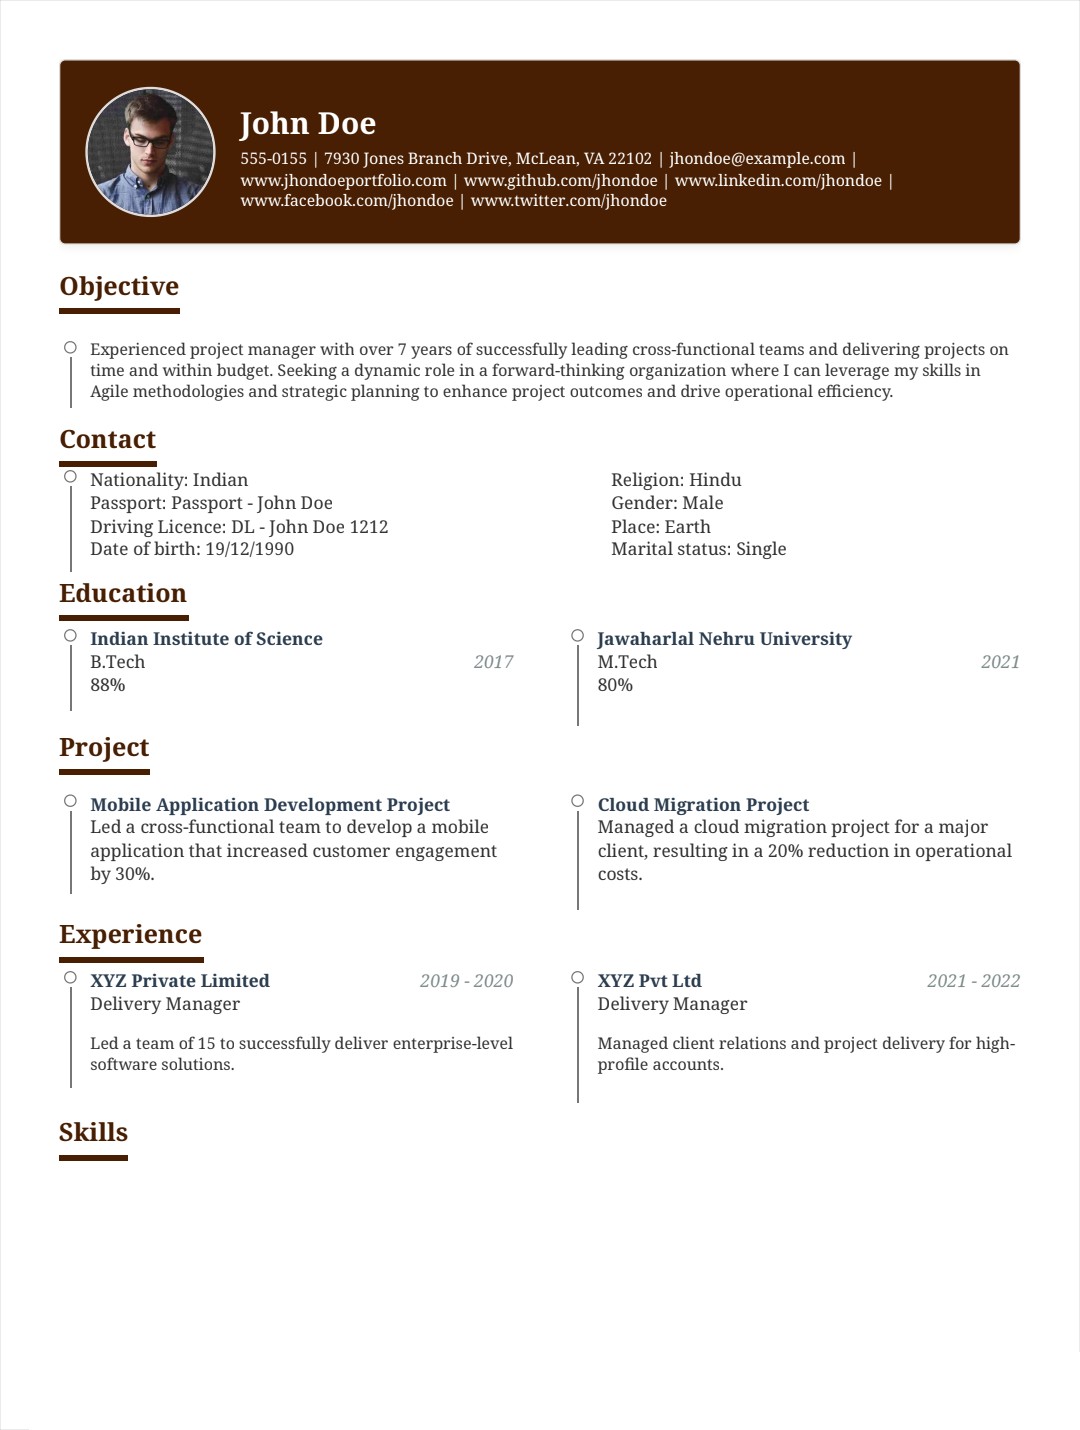 John Doe
555-0155 | 7930 Jones Branch Drive, McLean, VA 22102 | jhondoe@example.com |
www.jhondoeportfolio.com | www.github.com/jhondoe | www.linkedin.com/jhondoe |
www.facebook.com/jhondoe | www.twitter.com/jhondoe
Objective
Experienced project manager with over 7 years of successfully leading cross-functional teams and delivering projects on
time and within budget. Seeking a dynamic role in a forward-thinking organization where I can leverage my skills in
Agile methodologies and strategic planning to enhance project outcomes and drive operational efficiency.
Contact
Nationality: Indian
Passport: Passport - John Doe
Driving Licence: DL - John Doe 1212
Date of birth: 19/12/1990
Religion: Hindu
Gender: Male
Place: Earth
Marital status: Single
Education
Indian Institute of Science
B.Tech 2017
88%
Jawaharlal Nehru University
M.Tech 2021
80%
Project
Mobile Application Development Project
Led a cross-functional team to develop a mobile
application that increased customer engagement
by 30%.
Cloud Migration Project
Managed a cloud migration project for a major
client, resulting in a 20% reduction in operational
costs.
Experience
XYZ Private Limited 2019 - 2020
Delivery Manager
Led a team of 15 to successfully deliver enterprise-level
software solutions.
XYZ Pvt Ltd 2021 - 2022
Delivery Manager
Managed client relations and project delivery for high-
profile accounts.
Skills